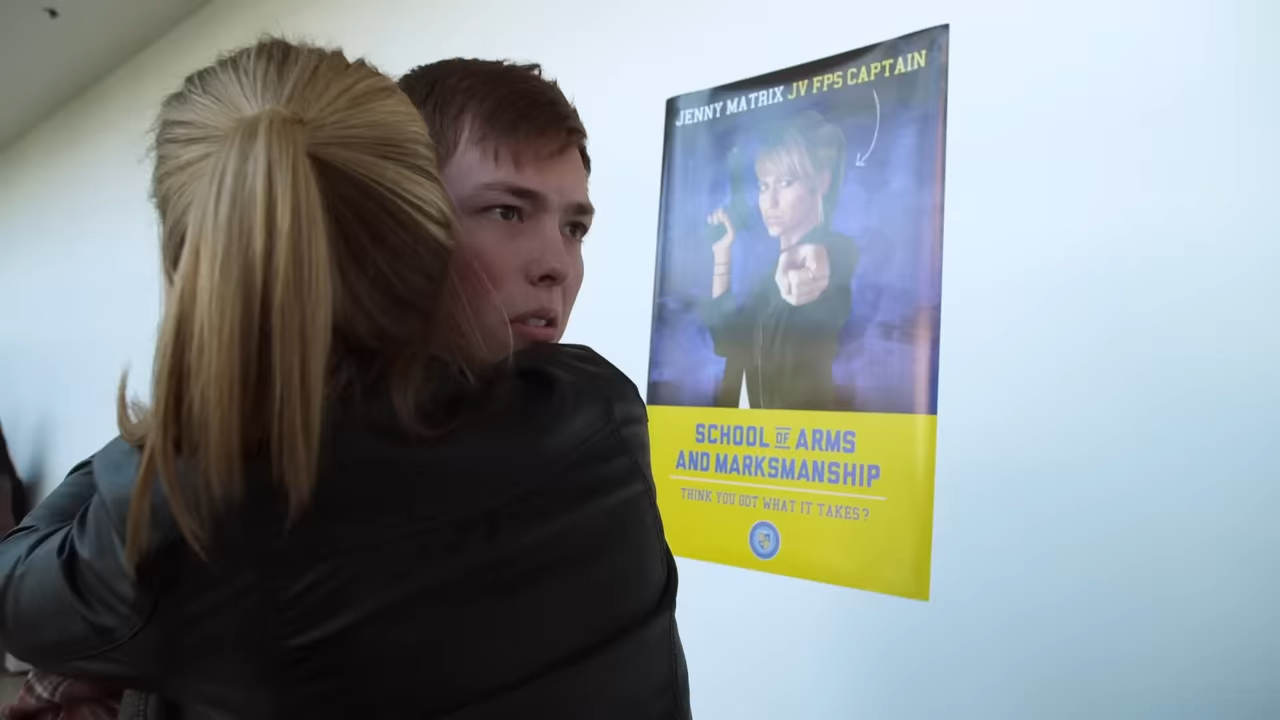 JENNY MATRIX JV FPS CAPTAIN
SCHOOL OF ARMS
AND MARKSMANSHIP
THINK YOU GOT WHAT IT TAKES?